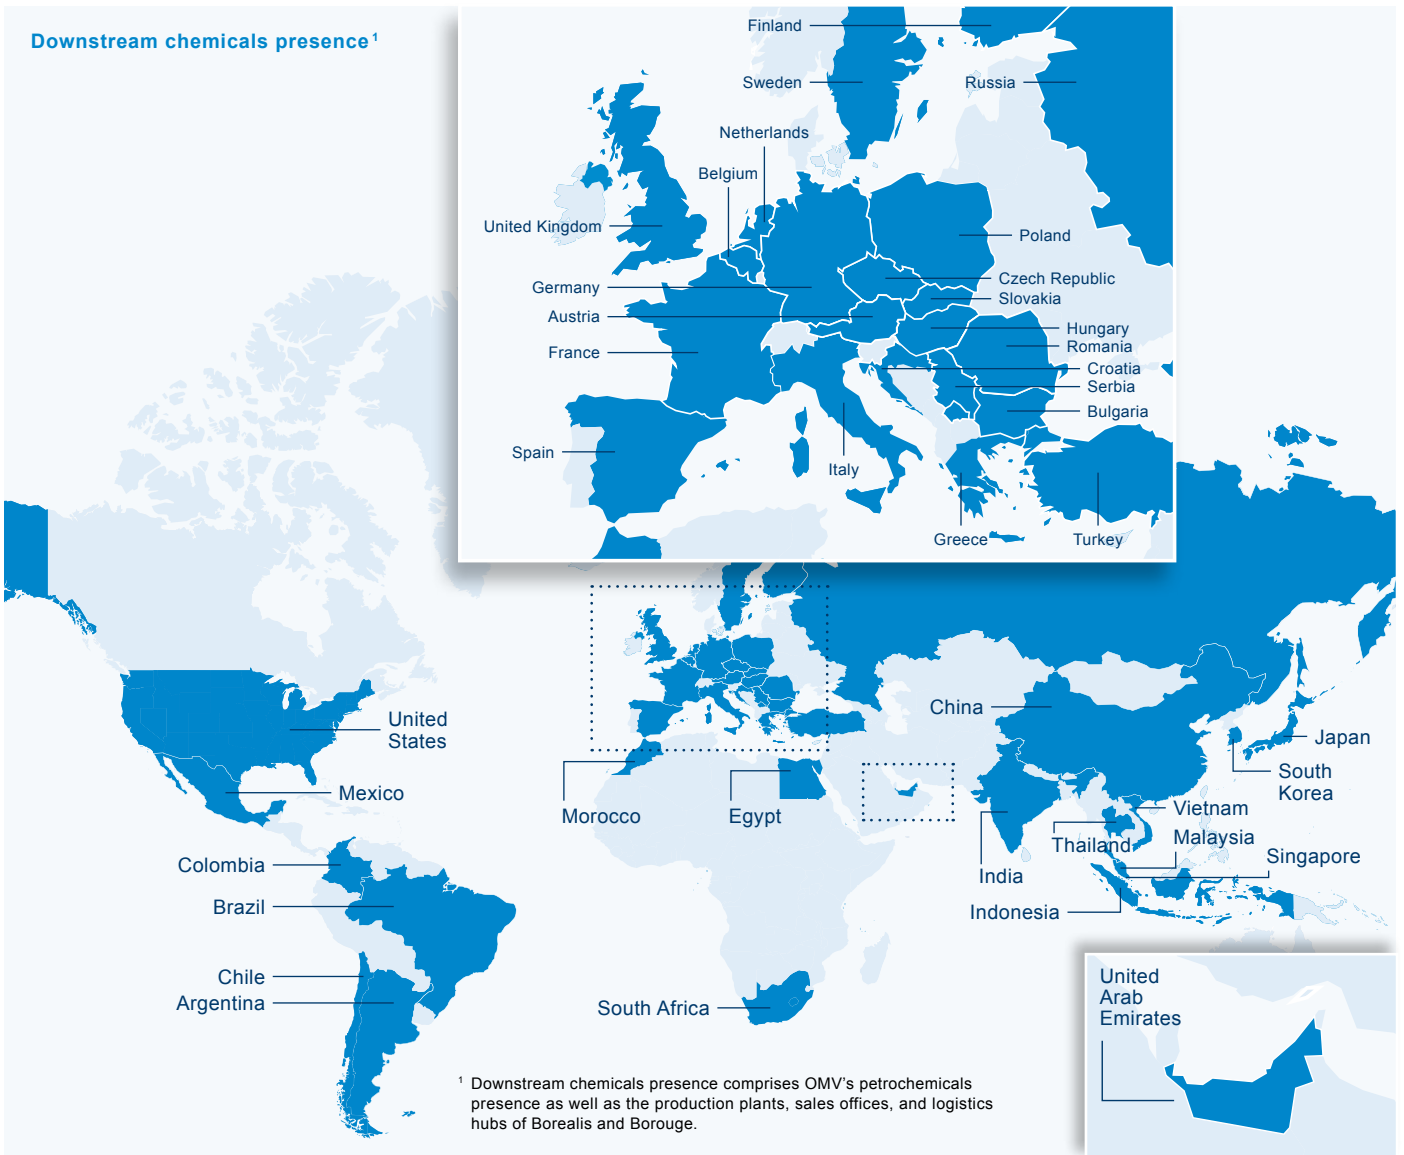 Downstream chemicals presence ¹
Finland
Sweden
Russia
Netherlands
Belgium
United Kingdom
Poland
Czech Republic
Germany
Slovakia
Austria
Hungary
Romania
France
Croatia
Serbia
Bulgaria
Spain
Italy
Greece
Turkey
United
States
China
Japan
South
Korea
Mexico
Morocco
Egypt
Vietnam
Thailand
Malaysia
Singapore
Colombia
India
Brazil
Indonesia
Chile
Argentina
South Africa
United
Arab
Emirates
¹ Downstream chemicals presence comprises OMV's petrochemicals
presence as well as the production plants, sales offices, and logistics
hubs of Borealis and Borouge.